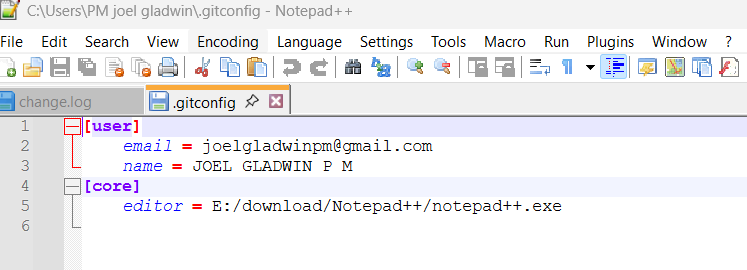 C:\Users\PM joel gladwin\.gitconfig - Notepad++
File Edit Search View Encoding Language Settings Tools Macro Run Plugins Window ?
change.log .gitconfig
1 [user]
2 email = joelgladwinpm@gmail.com
3 name = JOEL GLADWIN P M
4 [core]
5 editor = E:/download/Notepad++/notepad++.exe
6